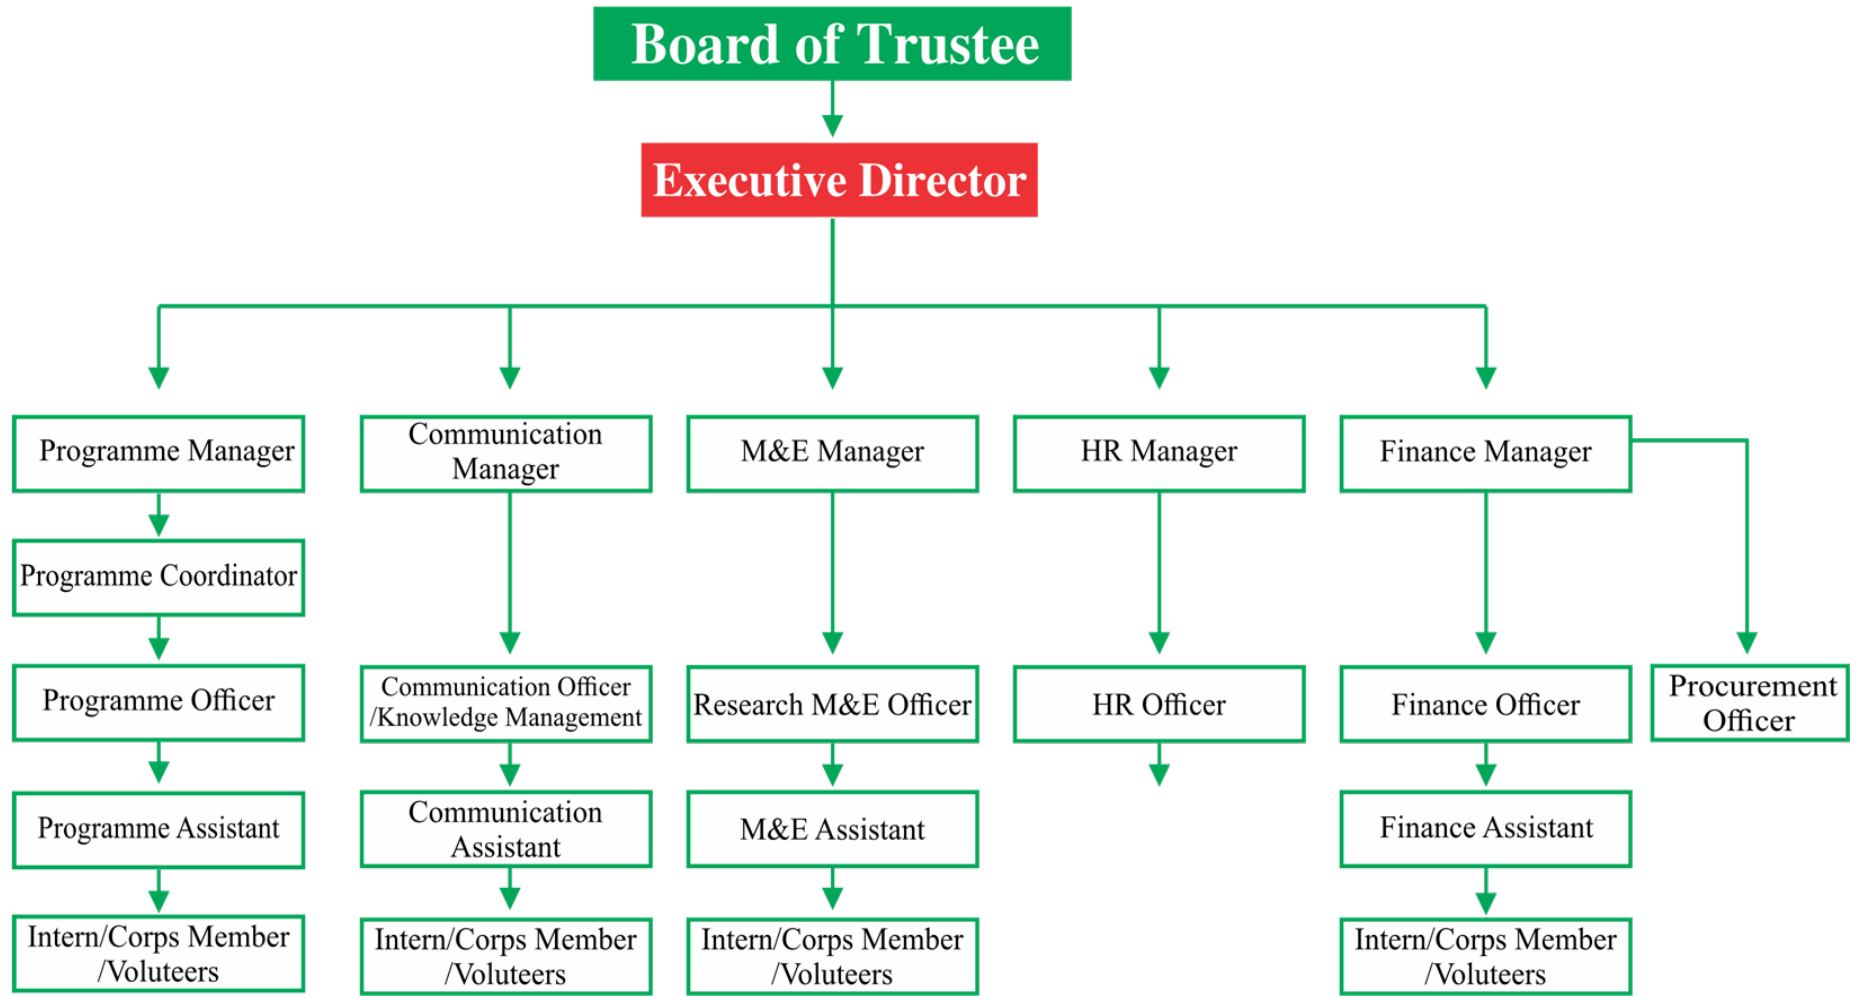 Board of Trustee
Executive Director
Programme Manager
Communication
Manager
M&E Manager
HR Manager
Finance Manager
Programme Coordinator
Programme Officer
Communication Officer
/Knowledge Management
Research M&E Officer
HR Officer
Finance Officer
Procurement
Officer
Programme Assistant
Communication
Assistant
M&E Assistant
Finance Assistant
Intern/Corps Member
/Voluteers
Intern/Corps Member
/Voluteers
Intern/Corps Member
/Voluteers
Intern/Corps Member
/Voluteers